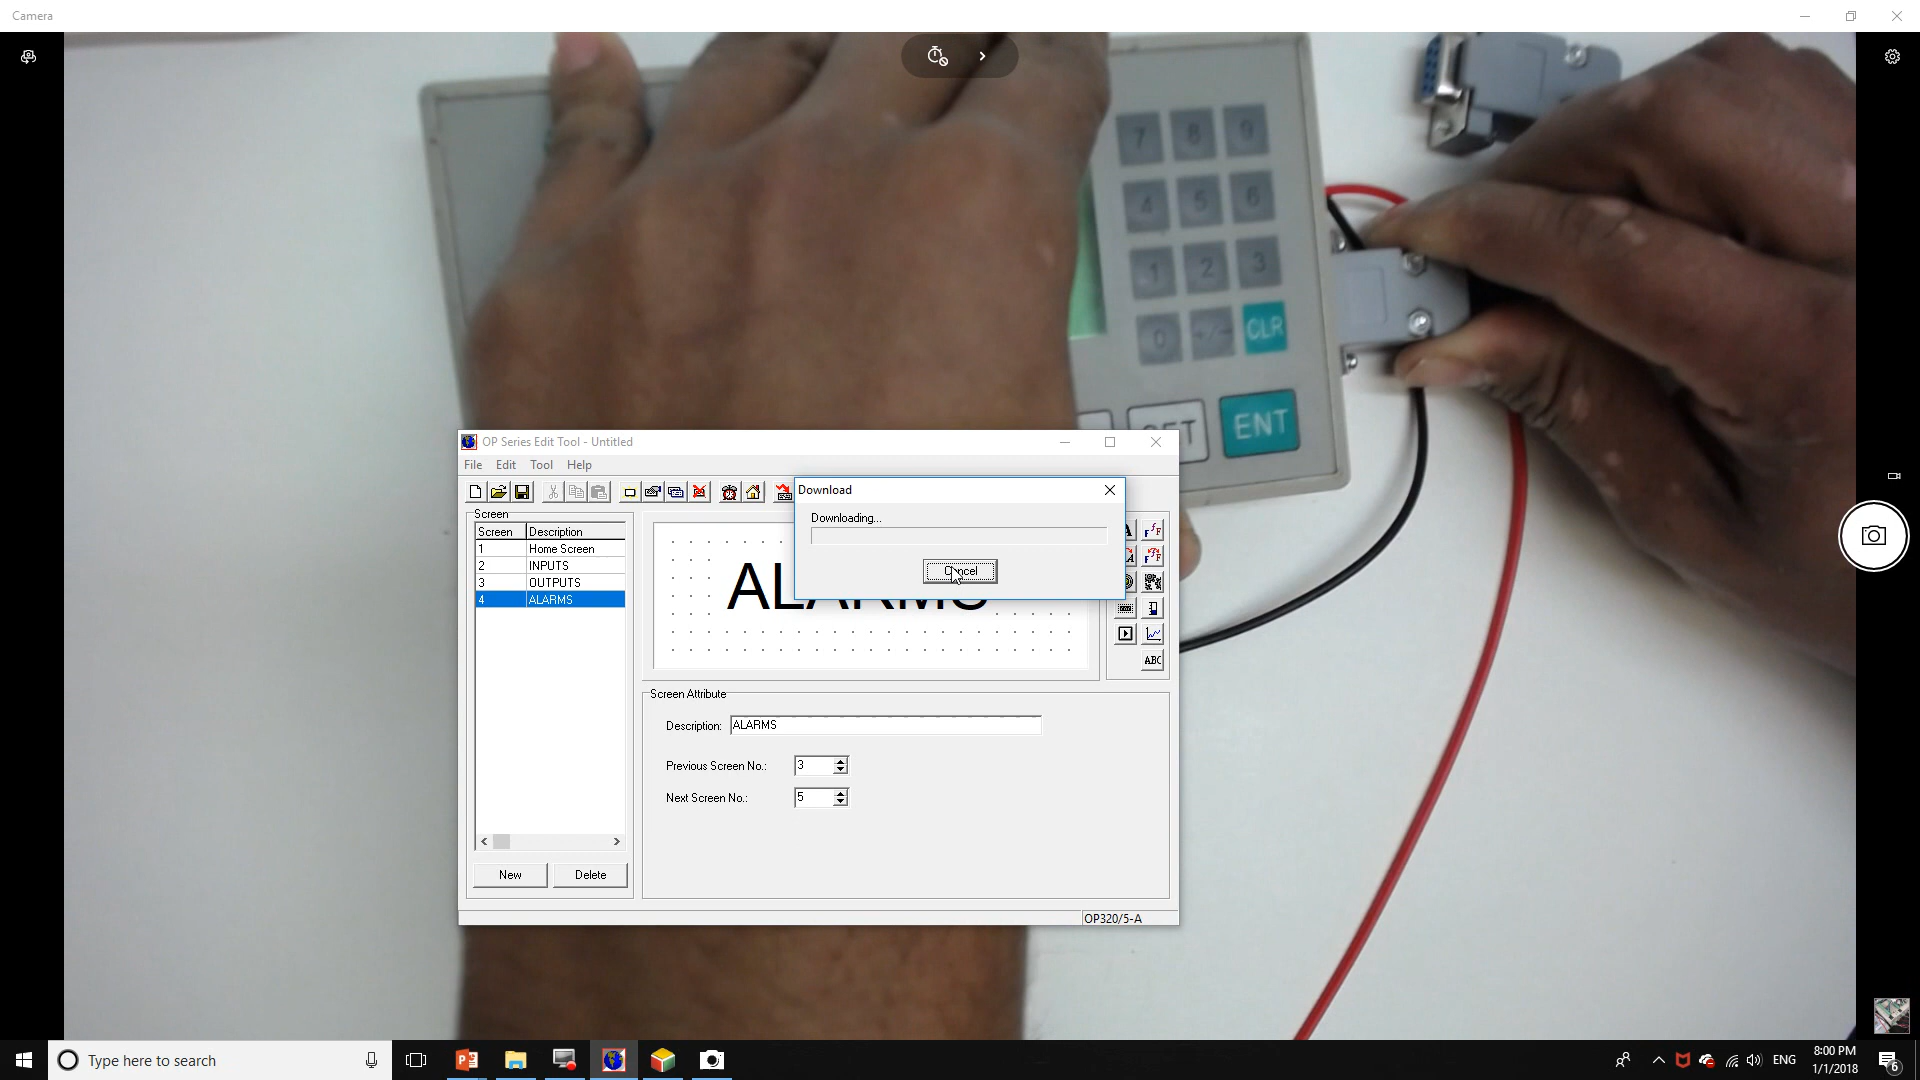 Camera
7 8 9
4 5 6
1 2 3
0 +/- CLR
ENT
OP Series Edit Tool - Untitled
File Edit Tool Help
Download
Downloading...
Cancel
Screen
Screen Description
1 Home Screen
2 INPUTS
3 OUTPUTS
4 ALARMS
ALARMS
ABC
Screen Attribute
Description: ALARMS
Previous Screen No.: 3
Next Screen No.: 5
New Delete
OP320/5-A
Type here to search
ENG
8:00 PM
1/1/2018
6